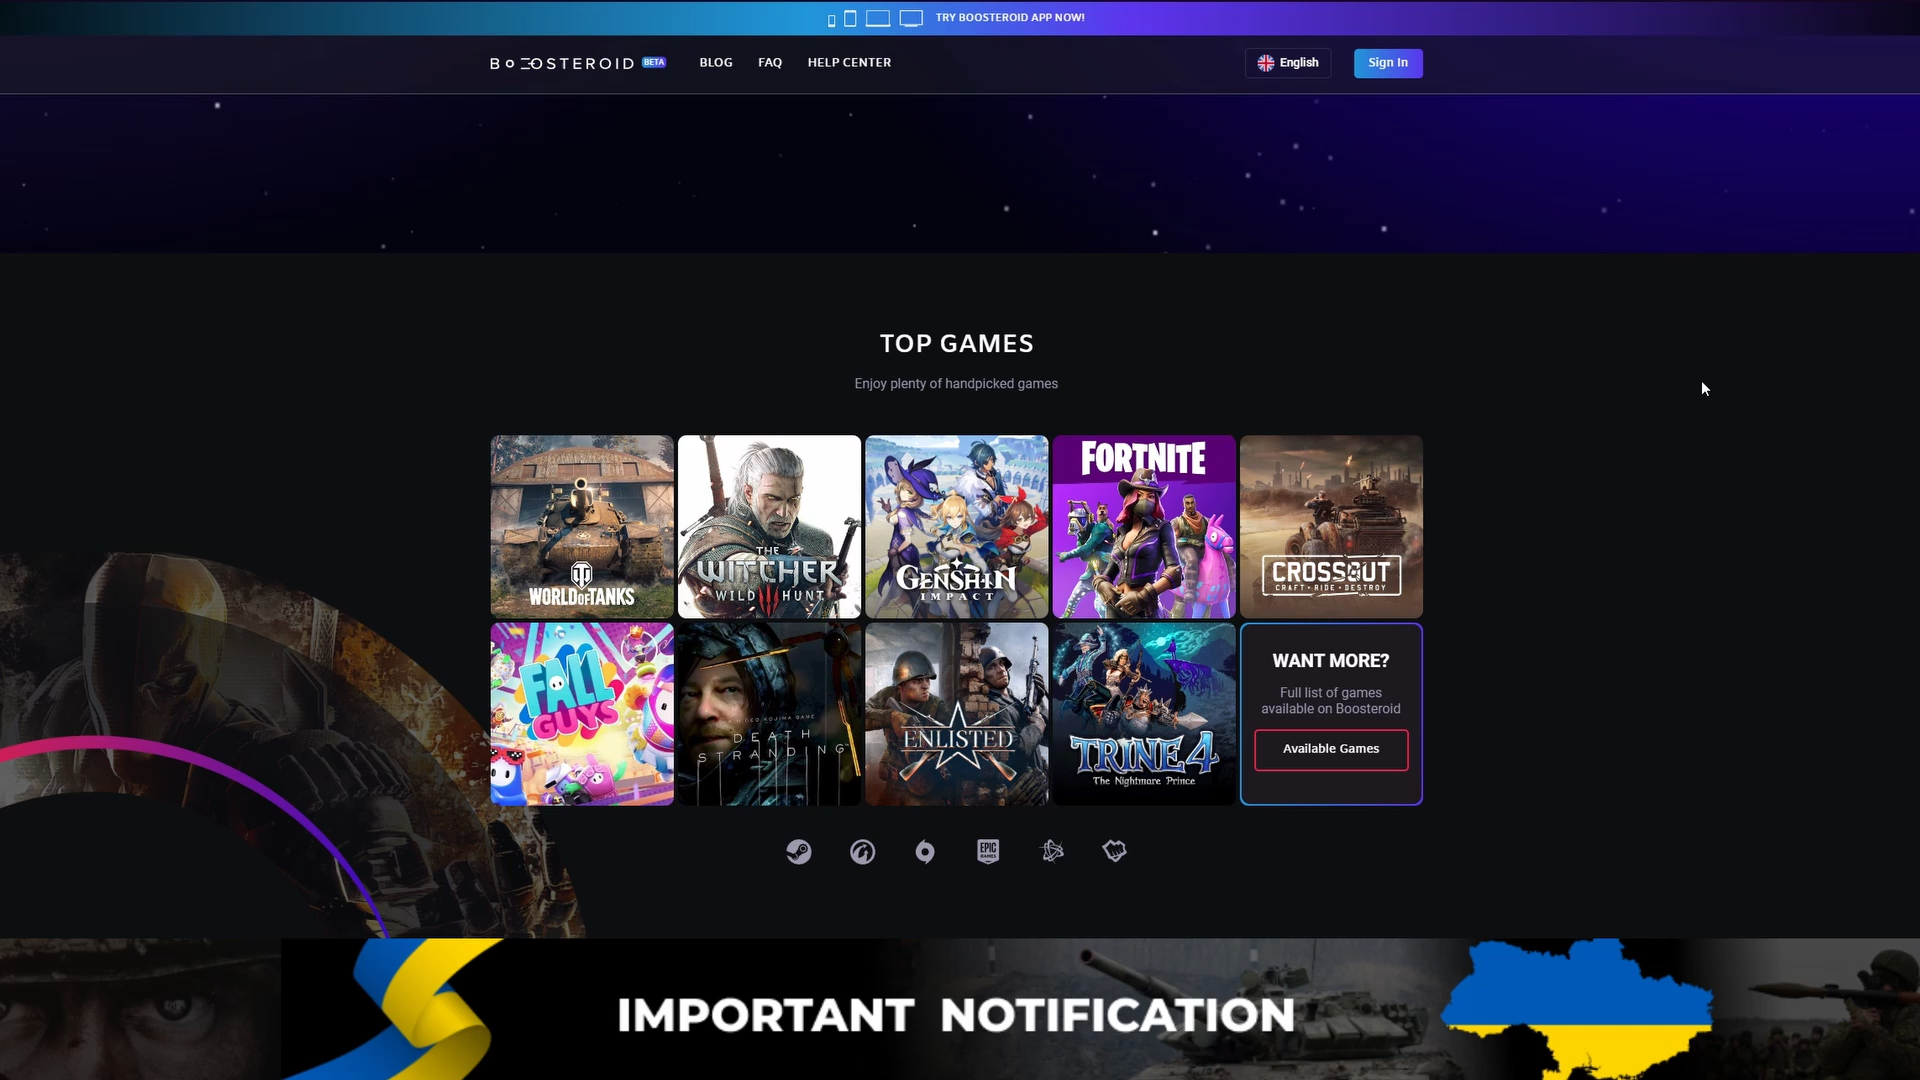 TRY BOOSTEROID APP NOW!
BOOSTEROID BETA
BLOG
FAQ
HELP CENTER
English
Sign In
TOP GAMES
Enjoy plenty of handpicked games
WORLD OF TANKS
THE
WITCHER
WILD HUNT
GENSHIN
IMPACT
FORTNITE
CROSSOUT
CRAFT • RIDE • DESTROY
FALL
GUYS
A HIDEO KOJIMA GAME
DEATH
STRANDING
ENLISTED
TRINE 4
The Nightmare Prince
WANT MORE?
Full list of games
available on Boosteroid
Available Games
EPIC
GAMES
IMPORTANT NOTIFICATION